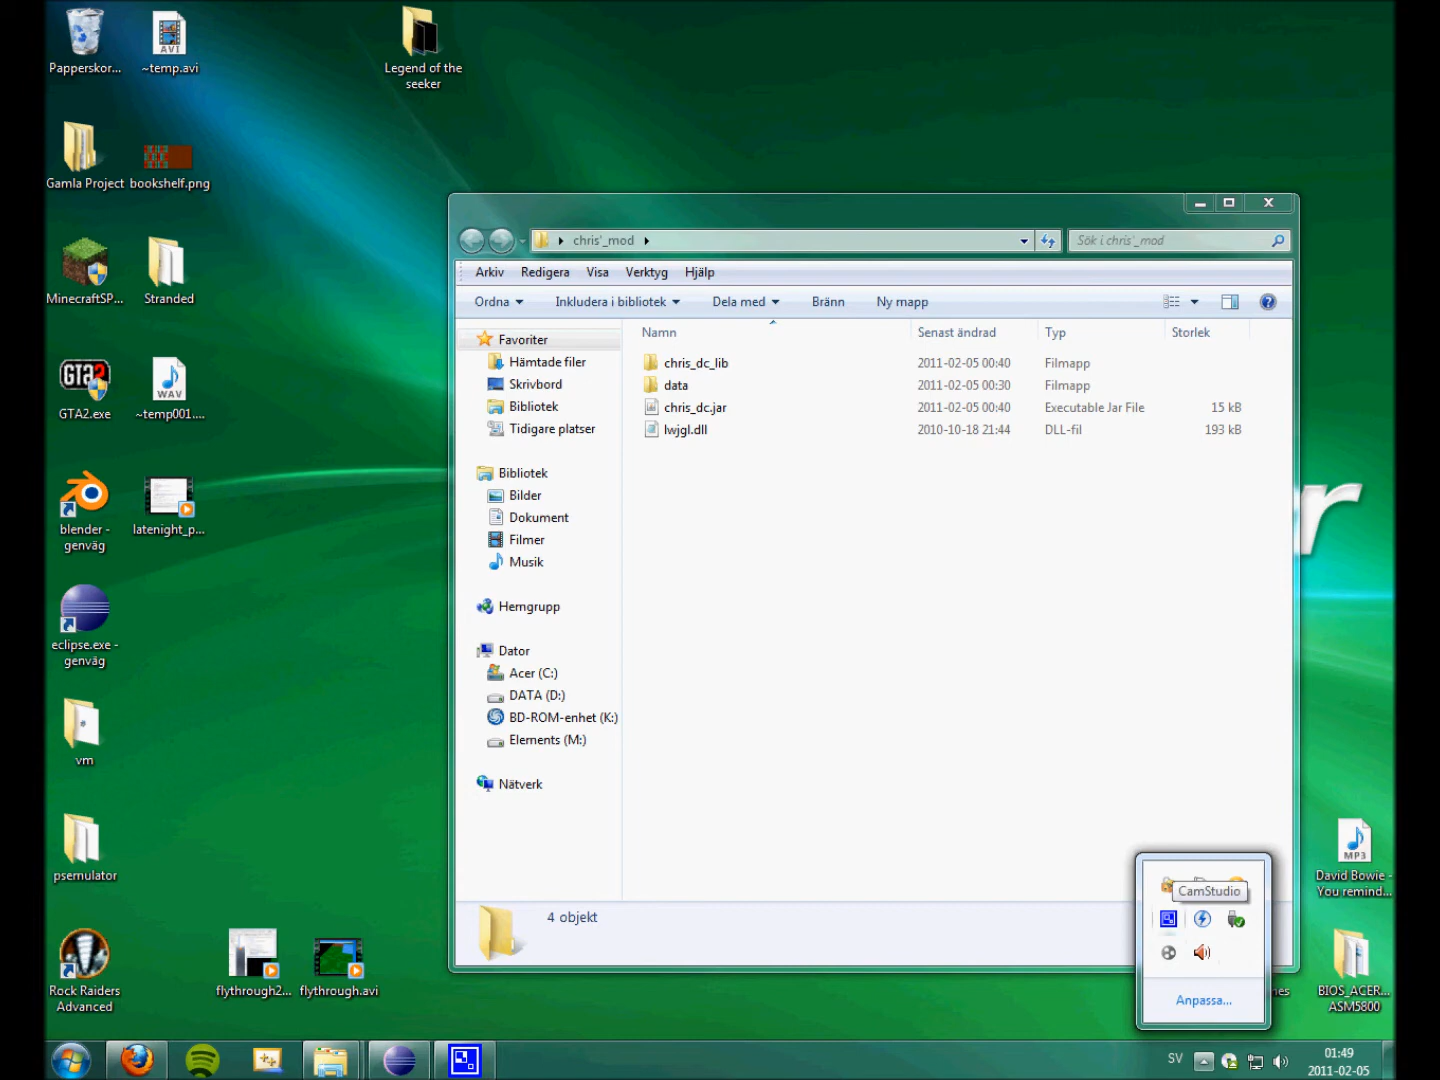 Papperskor...
~temp.avi
Legend of the
seeker
AVI
Gamla Project
bookshelf.png
MinecraftSP...
Stranded
GTA2
GTA2.exe
WAV
~temp001....
blender -
genväg
latenight_p...
eclipse.exe -
genväg
vm
psemulator
Rock Raiders
Advanced
flythrough2...
flythrough.avi
chris'_mod
Sök i chris'_mod
Arkiv Redigera Visa Verktyg Hjälp
Ordna Inkludera i bibliotek Dela med Bränn Ny mapp
Namn Senast ändrad Typ Storlek
chris_dc_lib 2011-02-05 00:40 Filmapp
data 2011-02-05 00:30 Filmapp
chris_dc.jar 2011-02-05 00:40 Executable Jar File 15 kB
lwjgl.dll 2010-10-18 21:44 DLL-fil 193 kB
Favoriter
Hämtade filer
Skrivbord
Bibliotek
Tidigare platser
Bibliotek
Bilder
Dokument
Filmer
Musik
Hemgrupp
Dator
Acer (C:)
DATA (D:)
BD-ROM-enhet (K:)
Elements (M:)
Nätverk
4 objekt
r
CamStudio
Anpassa...
MP3
David Bowie -
You remind...
nes
BIOS_ACER...
ASM5800
SV
01:49
2011-02-05